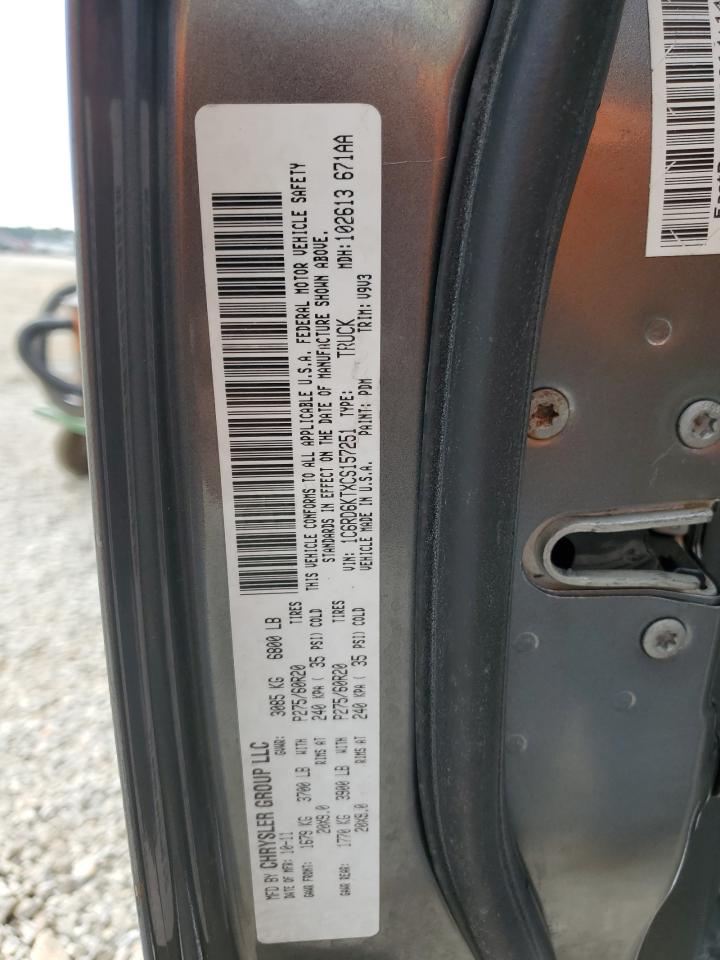 MFD BY CHRYSLER GROUP LLC
DATE OF MFR: 10-11 GVWR: 3085 KG 6800 LB
GAWR FRONT: 1679 KG 3700 LB WITH P275/60R20 TIRES
20X9.0 RIMS AT 240 KPA ( 35 PSI) COLD
GAWR REAR: 1770 KG 3900 LB WITH P275/60R20 TIRES
20X9.0 RIMS AT 240 KPA ( 35 PSI) COLD
THIS VEHICLE CONFORMS TO ALL APPLICABLE U.S.A. FEDERAL MOTOR VEHICLE SAFETY
STANDARDS IN EFFECT ON THE DATE OF MANUFACTURE SHOWN ABOVE.
VIN: 1C6RD6KTXCS157251 TYPE: TRUCK MDH:102613 671AA
VEHICLE MADE IN U.S.A. PAINT: PDM TRIM: V9V3